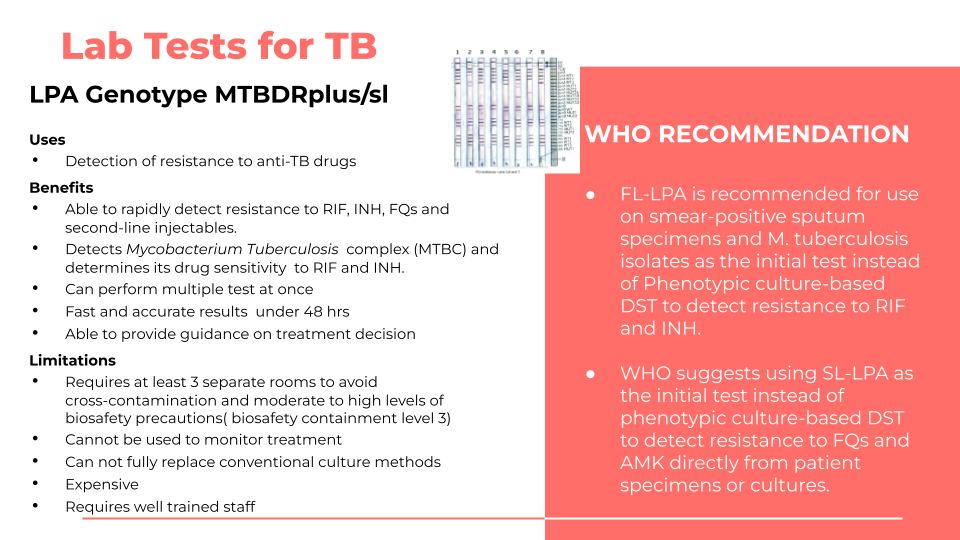 Lab Tests for TB
LPA Genotype MTBDRplus/sl
Uses
• Detection of resistance to anti-TB drugs
Benefits
• Able to rapidly detect resistance to RIF, INH, FQs and
second-line injectables.
• Detects Mycobacterium Tuberculosis complex (MTBC) and
determines its drug sensitivity to RIF and INH.
• Can perform multiple test at once
• Fast and accurate results under 48 hrs
• Able to provide guidance on treatment decision
Limitations
• Requires at least 3 separate rooms to avoid
cross-contamination and moderate to high levels of
biosafety precautions( biosafety containment level 3)
• Cannot be used to monitor treatment
• Can not fully replace conventional culture methods
• Expensive
• Requires well trained staff
1 2 3 4 5 6 7 8
WHO RECOMMENDATION
● FL-LPA is recommended for use
on smear-positive sputum
specimens and M. tuberculosis
isolates as the initial test instead
of Phenotypic culture-based
DST to detect resistance to RIF
and INH.
● WHO suggests using SL-LPA as
the initial test instead of
phenotypic culture-based DST
to detect resistance to FQs and
AMK directly from patient
specimens or cultures.